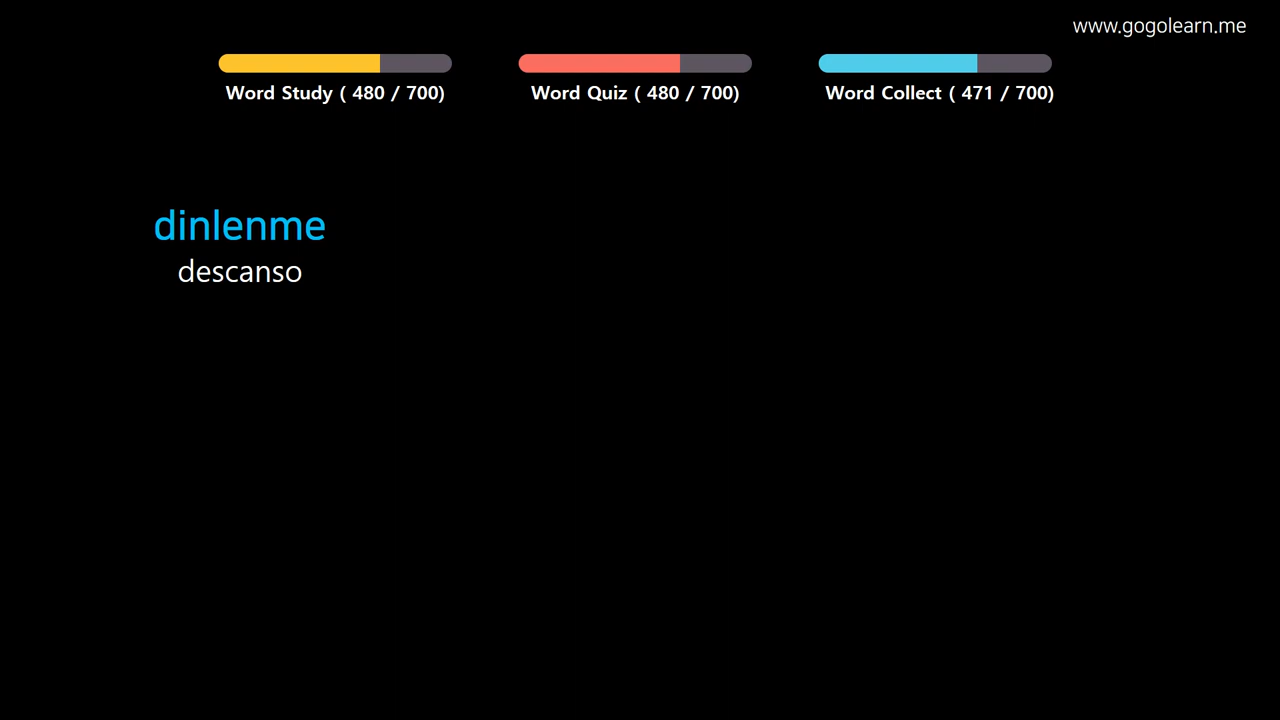 www.gogolearn.me
Word Study ( 480 / 700)
Word Quiz ( 480 / 700)
Word Collect ( 471 / 700)
dinlenme
descanso